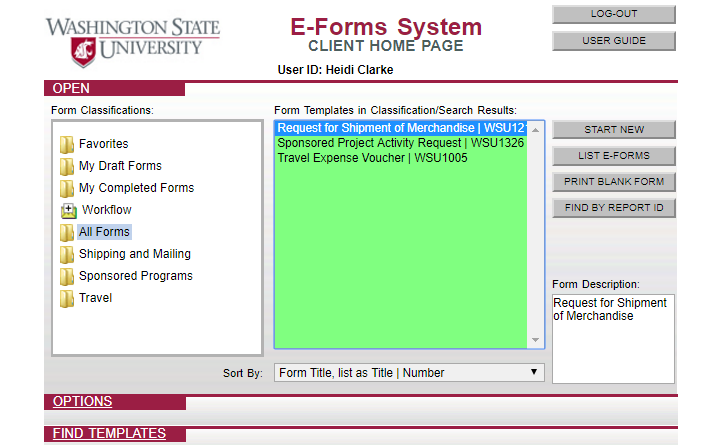 WASHINGTON STATE
UNIVERSITY
E-Forms System
CLIENT HOME PAGE
User ID: Heidi Clarke
LOG-OUT
USER GUIDE
OPEN
Form Classifications:
Favorites
My Draft Forms
My Completed Forms
Workflow
All Forms
Shipping and Mailing
Sponsored Programs
Travel
Form Templates in Classification/Search Results:
Request for Shipment of Merchandise | WSU12
Sponsored Project Activity Request | WSU1326
Travel Expense Voucher | WSU1005
START NEW
LIST E-FORMS
PRINT BLANK FORM
FIND BY REPORT ID
Form Description:
Request for Shipment
of Merchandise
Sort By:
Form Title, list as Title | Number
OPTIONS
FIND TEMPLATES